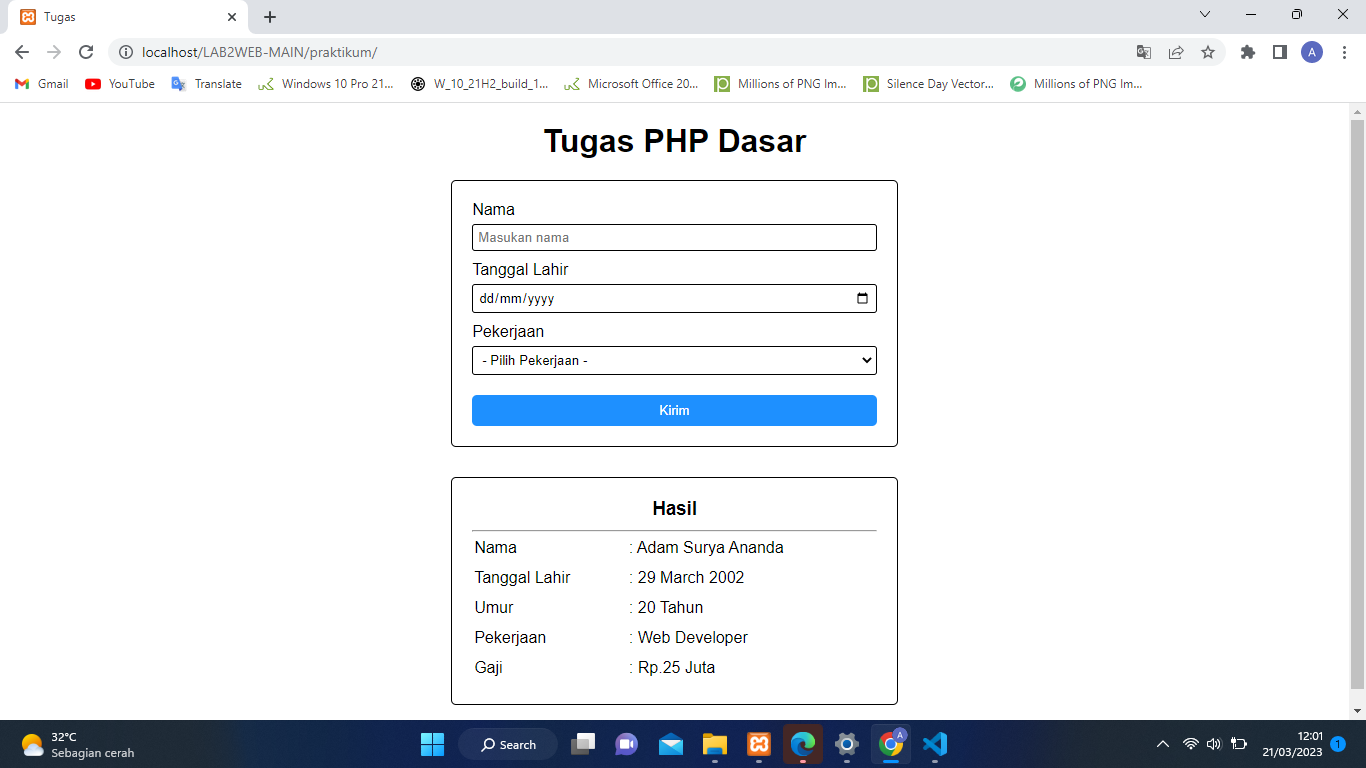 Tugas
localhost/LAB2WEB-MAIN/praktikum/
A
Gmail YouTube Translate Windows 10 Pro 21... W_10_21H2_build_1... Microsoft Office 20... Millions of PNG Im... Silence Day Vector... Millions of PNG Im...
Tugas PHP Dasar
Nama
Masukan nama
Tanggal Lahir
dd/mm/yyyy
Pekerjaan
- Pilih Pekerjaan -
Kirim
Hasil
Nama : Adam Surya Ananda
Tanggal Lahir : 29 March 2002
Umur : 20 Tahun
Pekerjaan : Web Developer
Gaji : Rp.25 Juta
32°C
Sebagian cerah
Search
A
12:01
21/03/2023
1